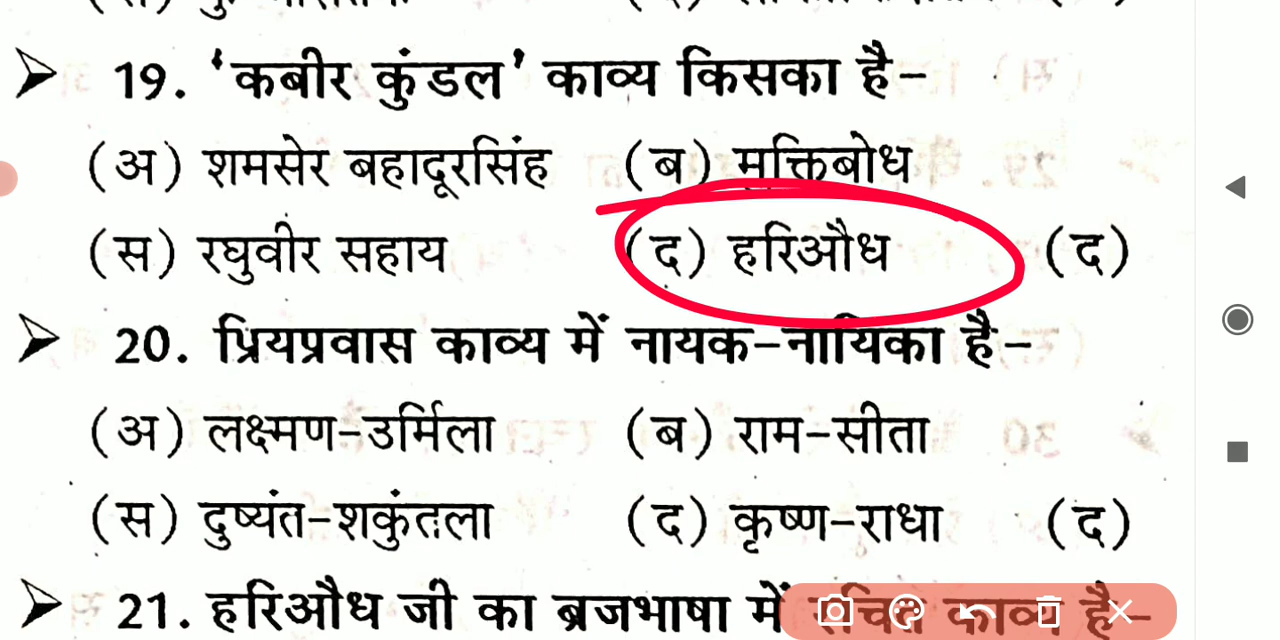 19. 'कबीर कुंडल' काव्य किसका है-
(अ) शमसेर बहादूरसिंह (ब) मुक्तिबोध
(स) रघुवीर सहाय (द) हरिऔध (द)
20. प्रियप्रवास काव्य में नायक-नायिका है-
(अ) लक्ष्मण-उर्मिला (ब) राम-सीता
(स) दुष्यंत-शकुंतला (द) कृष्ण-राधा (द)
21. हरिऔध जी का ब्रजभाषा में रचित काव्य है-